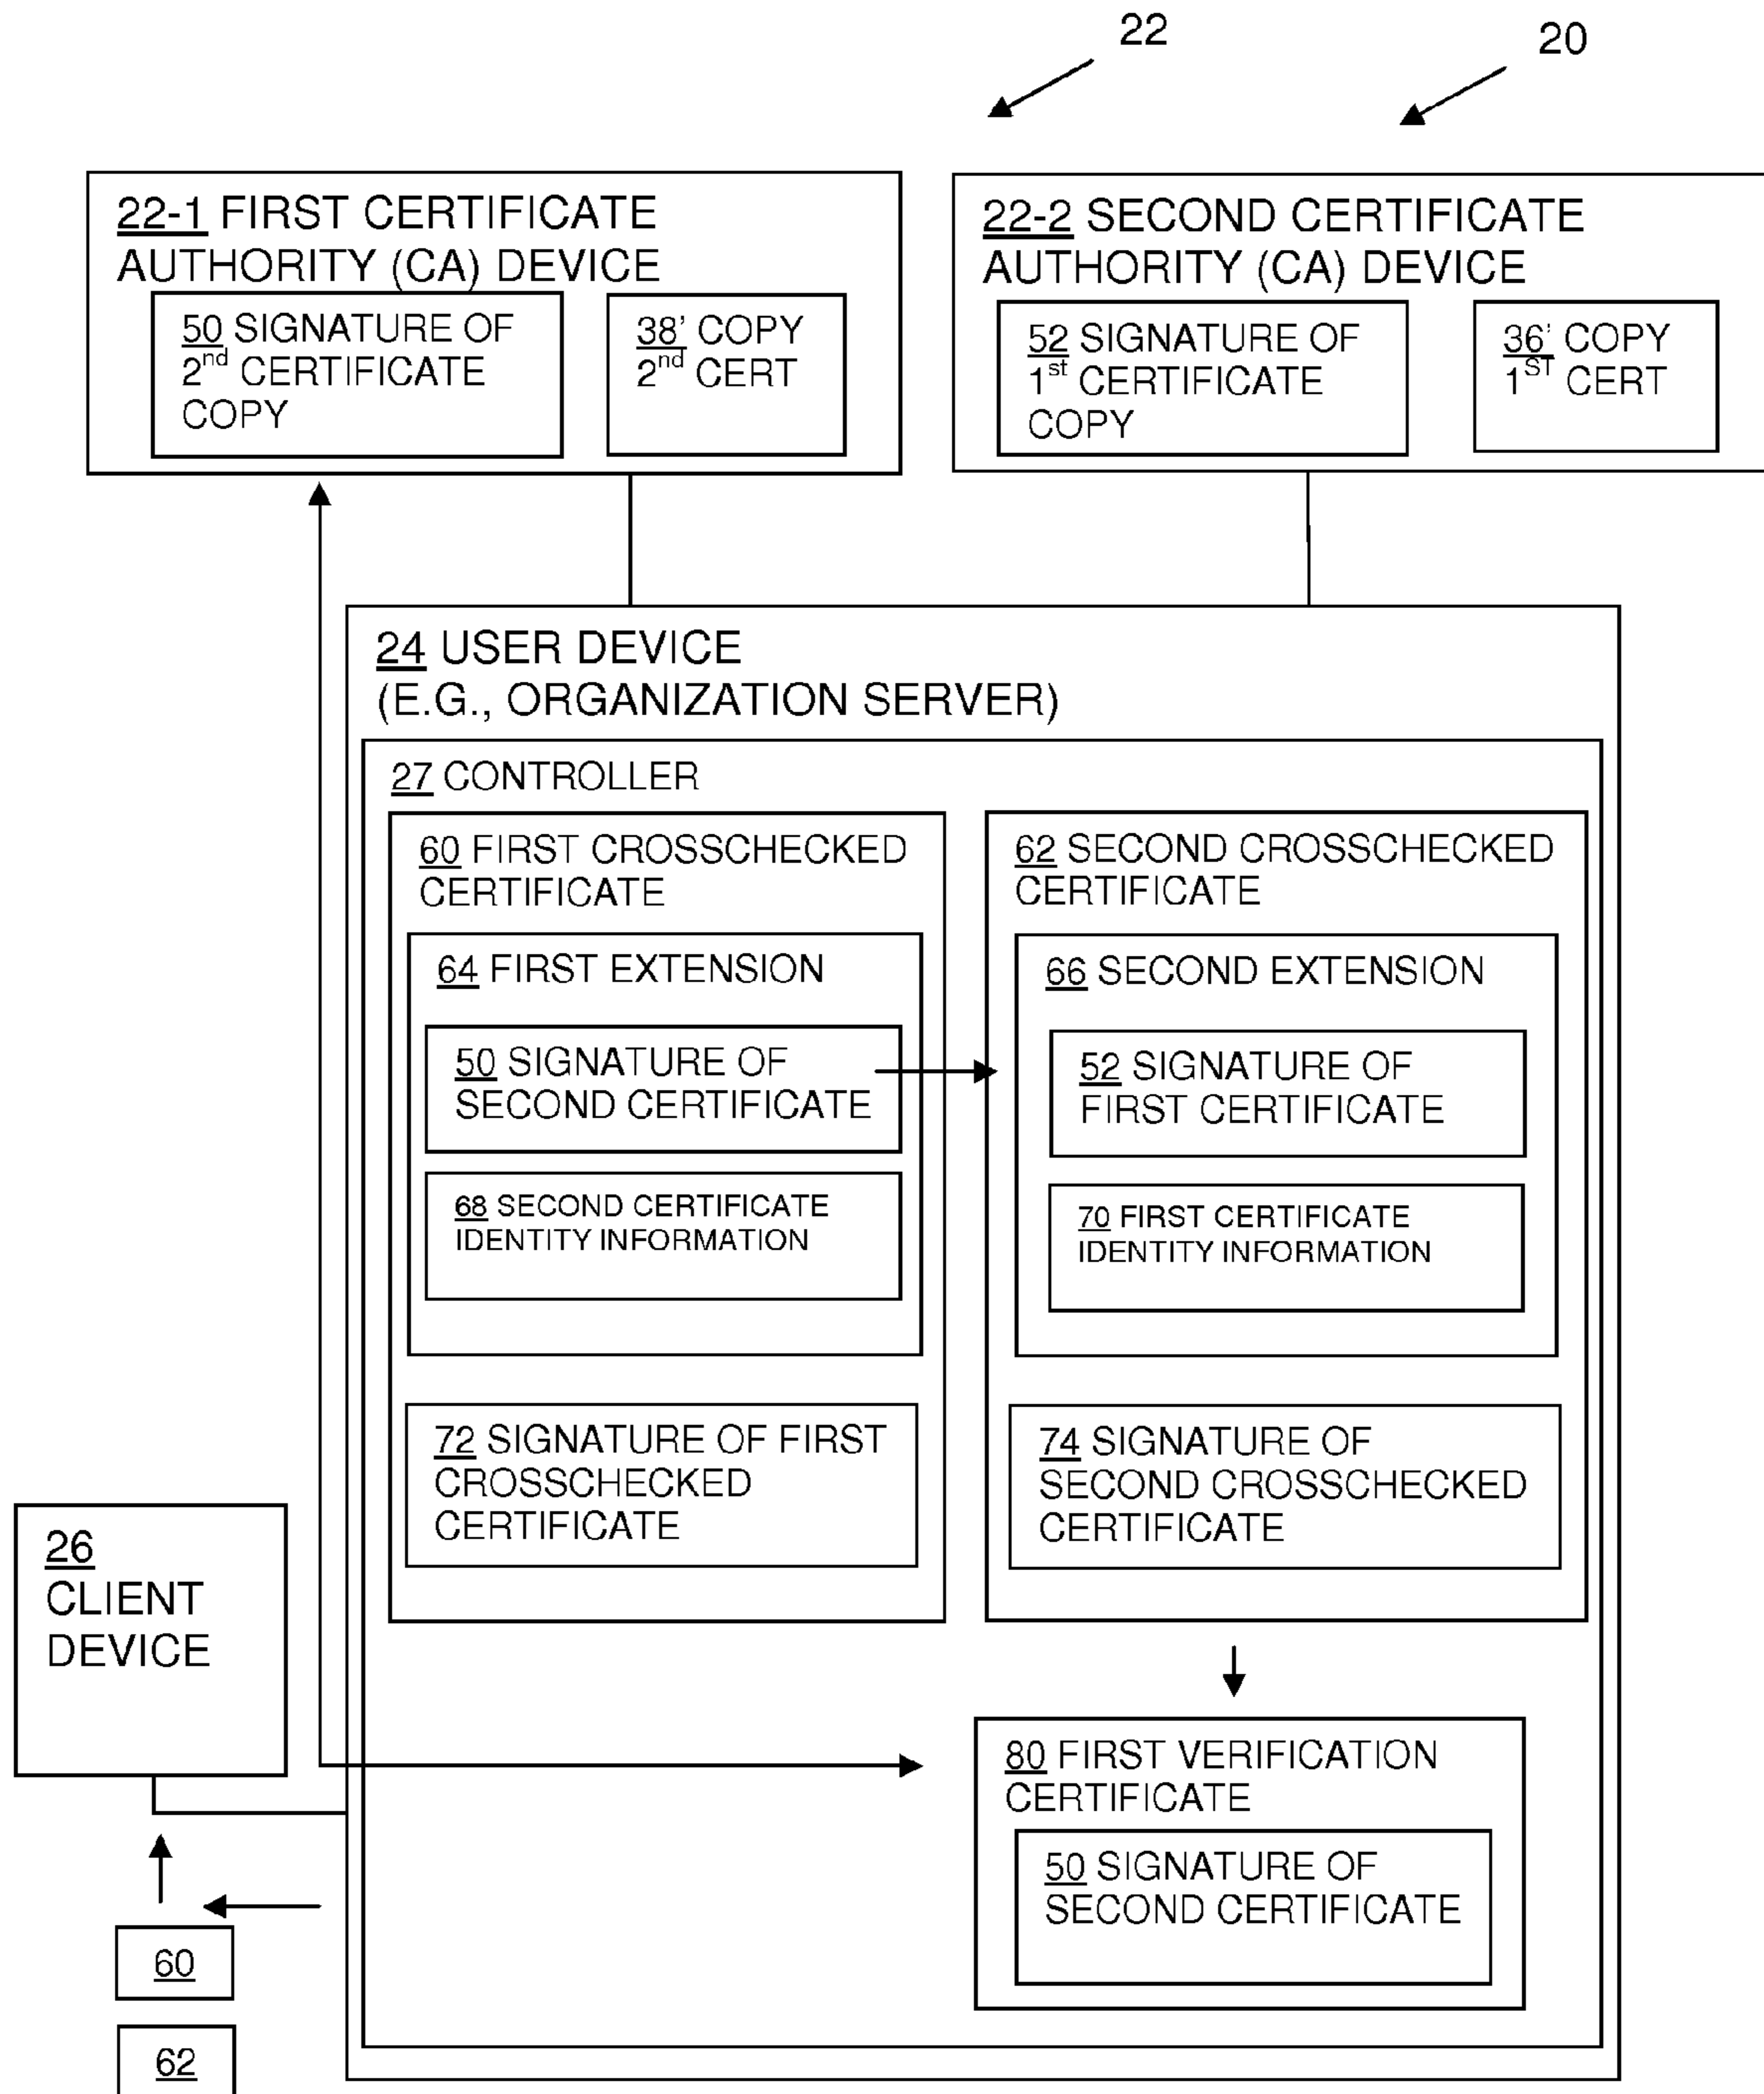 22
20
22-1 FIRST CERTIFICATE
AUTHORITY (CA) DEVICE
50 SIGNATURE OF
2nd CERTIFICATE
COPY
38' COPY
2nd CERT
22-2 SECOND CERTIFICATE
AUTHORITY (CA) DEVICE
52 SIGNATURE OF
1st CERTIFICATE
COPY
36' COPY
1ST CERT
24 USER DEVICE
(E.G., ORGANIZATION SERVER)
27 CONTROLLER
60 FIRST CROSSCHECKED
CERTIFICATE
64 FIRST EXTENSION
50 SIGNATURE OF
SECOND CERTIFICATE
68 SECOND CERTIFICATE
IDENTITY INFORMATION
72 SIGNATURE OF FIRST
CROSSCHECKED
CERTIFICATE
62 SECOND CROSSCHECKED
CERTIFICATE
66 SECOND EXTENSION
52 SIGNATURE OF
FIRST CERTIFICATE
70 FIRST CERTIFICATE
IDENTITY INFORMATION
74 SIGNATURE OF
SECOND CROSSCHECKED
CERTIFICATE
26
CLIENT
DEVICE
80 FIRST VERIFICATION
CERTIFICATE
50 SIGNATURE OF
SECOND CERTIFICATE
60
62